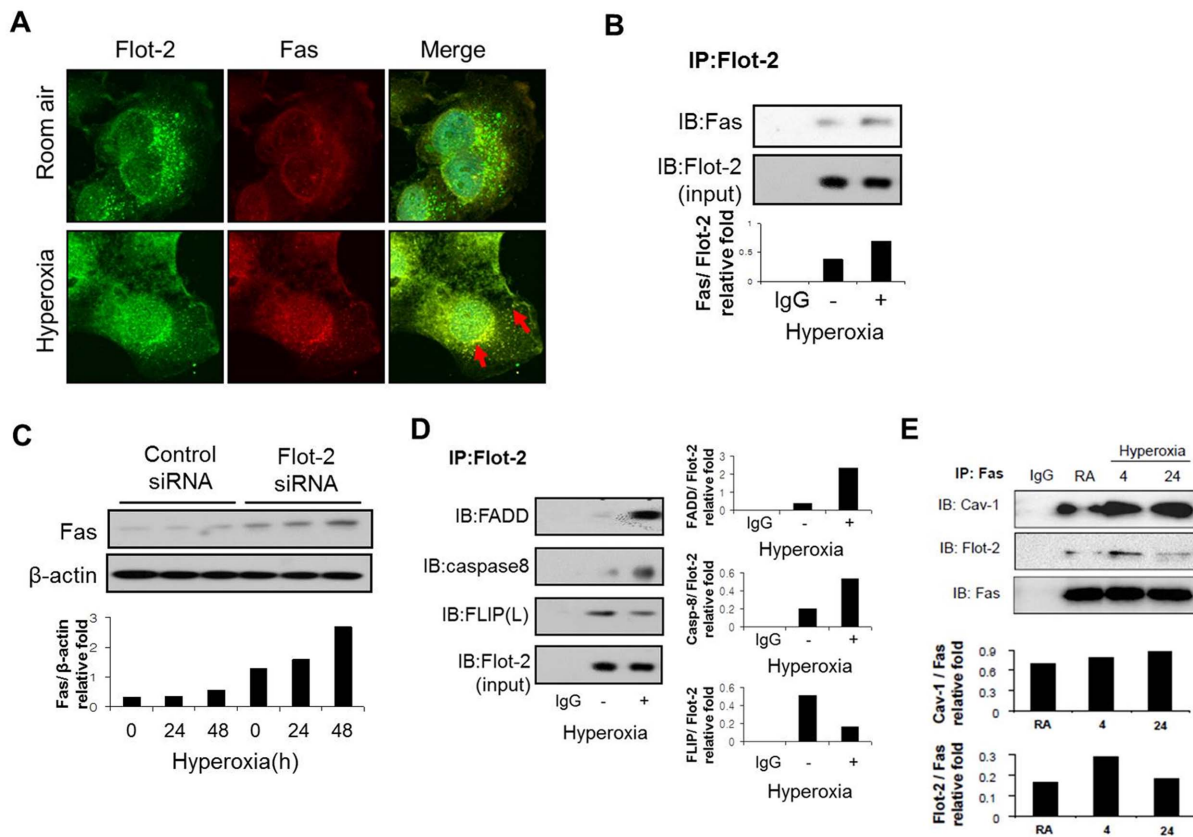 A
Flot-2 Fas Merge
Room air
Hyperoxia
B
IP:Flot-2
IB:Fas
IB:Flot-2
(input)
Fas/ Flot-2
relative fold
1
0.5
0
IgG - +
Hyperoxia
C
Control
siRNA
Flot-2
siRNA
Fas
β-actin
Fas/ β-actin
relative fold
3
2
1
0
0 24 48 0 24 48
Hyperoxia(h)
D
IP:Flot-2
IB:FADD
IB:caspase8
IB:FLIP(L)
IB:Flot-2
(input)
IgG - +
Hyperoxia
FADD/ Flot-2
relative fold
3
2
1
0
IgG - +
Hyperoxia
Casp-8/ Flot-2
relative fold
0.6
0.4
0.2
0
IgG - +
Hyperoxia
FLIP/ Flot-2
relative fold
0.6
0.4
0.2
0
IgG - +
Hyperoxia
E
Hyperoxia
IP: Fas IgG RA 4 24
IB: Cav-1
IB: Flot-2
IB: Fas
Cav-1 / Fas
relative fold
0.9
0.6
0.3
0
RA 4 24
Flot-2 / Fas
relative fold
0.3
0.2
0.1
0
RA 4 24